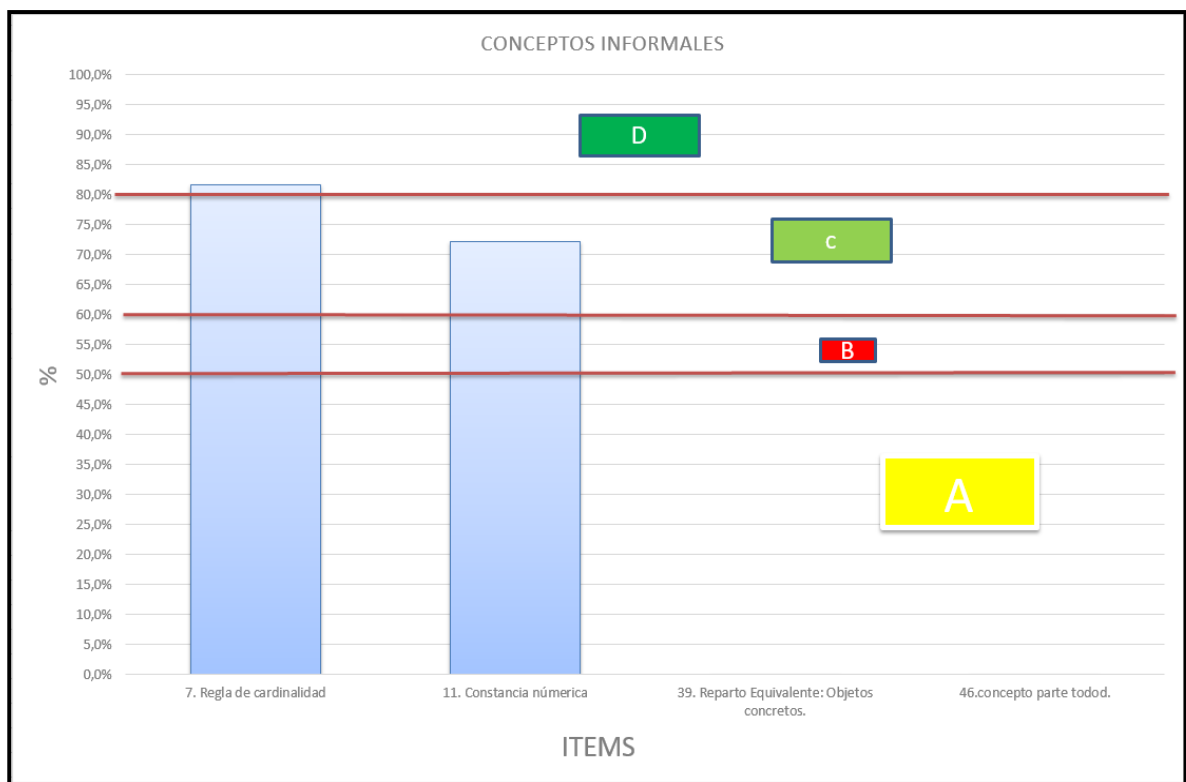 CONCEPTOS INFORMALES
100,0%
95,0%
90,0%
85,0%
80,0%
75,0%
70,0%
65,0%
60,0%
55,0%
50,0%
45,0%
40,0%
35,0%
30,0%
25,0%
20,0%
15,0%
10,0%
5,0%
0,0%
%
D
C
B
A
7. Regla de cardinalidad
11. Constancia númerica
39. Reparto Equivalente: Objetos
concretos.
46.concepto parte todod.
ITEMS